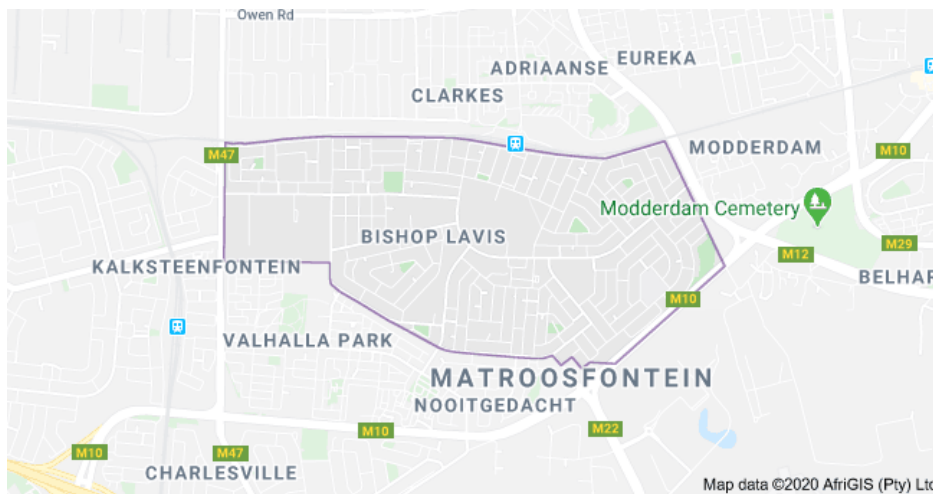 Owen Rd
EUREKA
ADRIAANSE
CLARKES
M47
MODDERDAM
M10
Modderdam Cemetery
BISHOP LAVIS
M29
M12
KALKSTEENFONTEIN
BELHAR
M10
VALHALLA PARK
MATROOSFONTEIN
NOOITGEDACHT
M10
M22
M10
M47
CHARLESVILLE
Map data ©2020 AfriGIS (Pty) Ltd